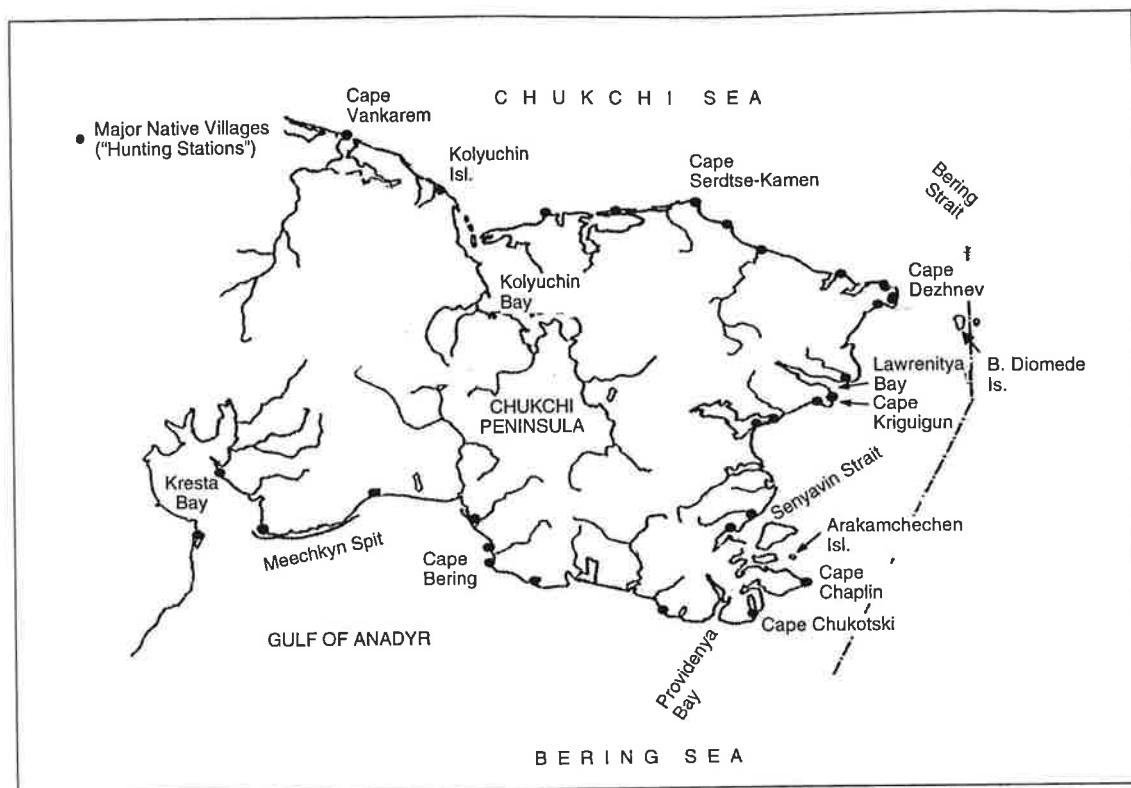 CHUKCHI SEA
Cape
Vankarem
Major Native Villages
("Hunting Stations")
Kolyuchin
Isl.
Cape
Serdtse-Kamen
Bering
Strait
Cape
Dezhnev
Kolyuchin
Bay
B. Diomede
Is.
Lawrenitya
Bay
Cape
Kriguigun
CHUKCHI
PENINSULA
Kresta
Bay
Senyavin Strait
Meechkyn Spit
Arakamchechen
Isl.
Cape
Bering
Cape
Chaplin
Cape Chukotski
GULF OF ANADYR
Providenya
Bay
BERING SEA